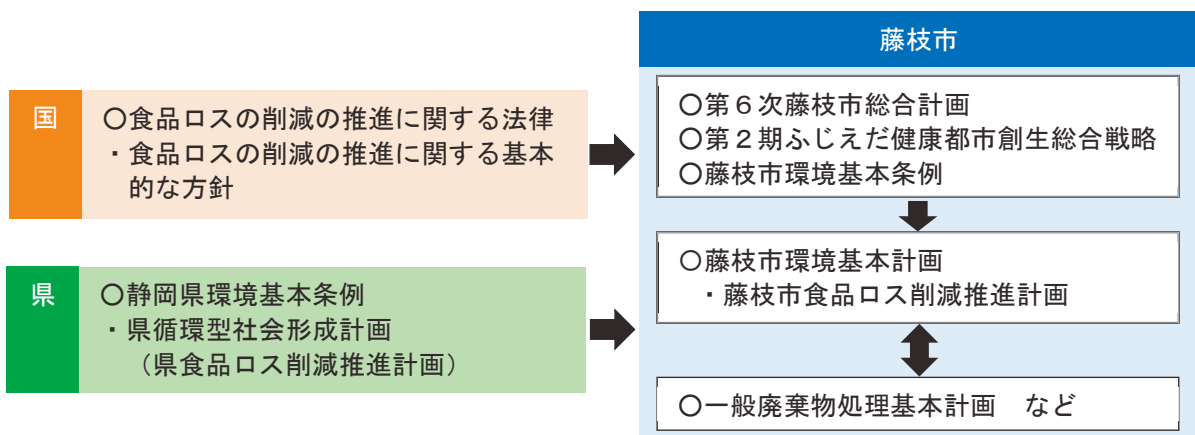 国
〇食品ロスの削減の推進に関する法律
・食品ロスの削減の推進に関する基本
的な方針
県
〇静岡県環境基本条例
・県循環型社会形成計画
（県食品ロス削減推進計画）
藤枝市
〇第６次藤枝市総合計画
〇第２期ふじえだ健康都市創生総合戦略
〇藤枝市環境基本条例
〇藤枝市環境基本計画
・藤枝市食品ロス削減推進計画
〇一般廃棄物処理基本計画　など